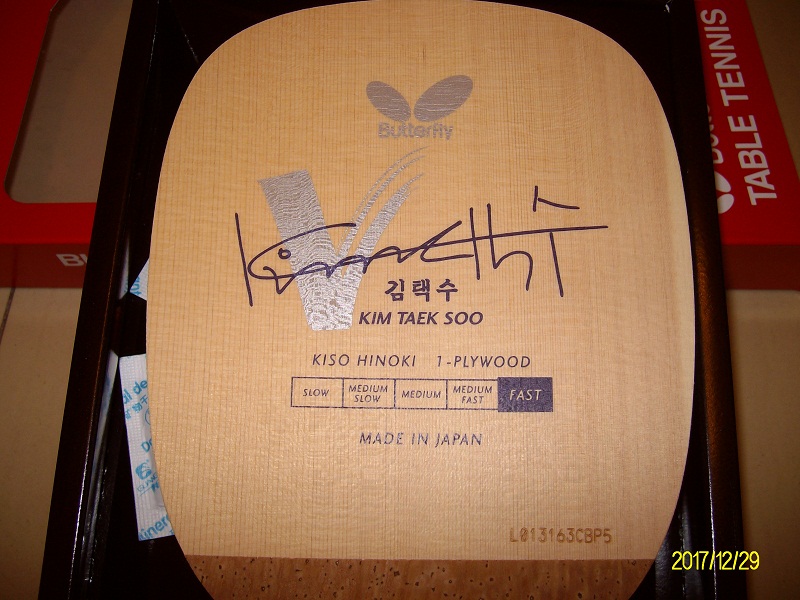 Butterfly
김택수
KIM TAEK SOO
KISO HINOKI 1-PLYWOOD
SLOW
MEDIUM
SLOW
MEDIUM
MEDIUM
FAST
FAST
MADE IN JAPAN
L013163CBP5
TABLE TENNIS
2017/12/29